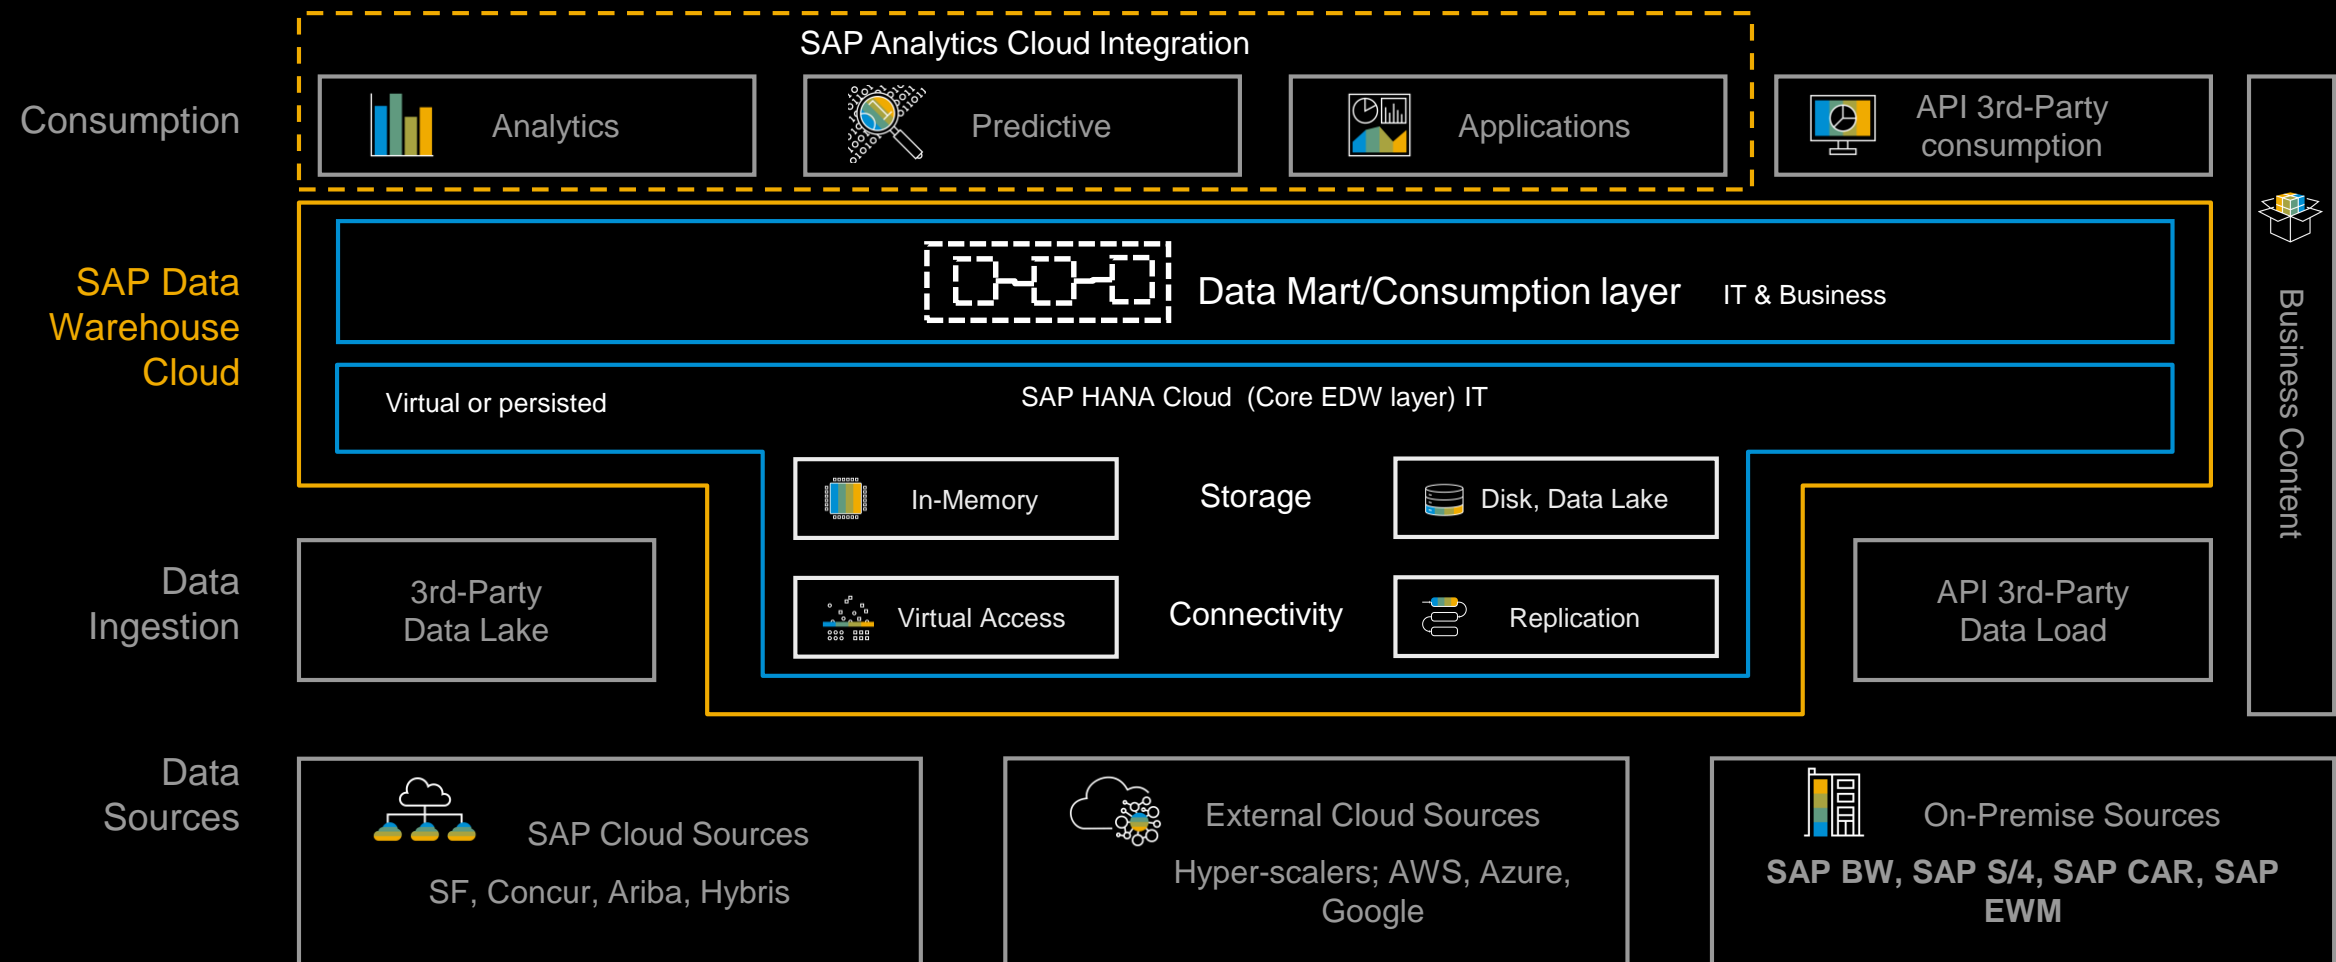 SAP Analytics Cloud Integration
Consumption
Analytics
Predictive
Applications
API 3rd-Party
consumption
SAP Data
Warehouse
Cloud
Data Mart/Consumption layer
IT & Business
Virtual or persisted
SAP HANA Cloud (Core EDW layer) IT
In-Memory
Storage
Disk, Data Lake
Virtual Access
Connectivity
Replication
Business Content
Data
Ingestion
3rd-Party
Data Lake
API 3rd-Party
Data Load
Data
Sources
SAP Cloud Sources
SF, Concur, Ariba, Hybris
External Cloud Sources
Hyper-scalers; AWS, Azure,
Google
On-Premise Sources
SAP BW, SAP S/4, SAP CAR, SAP
EWM